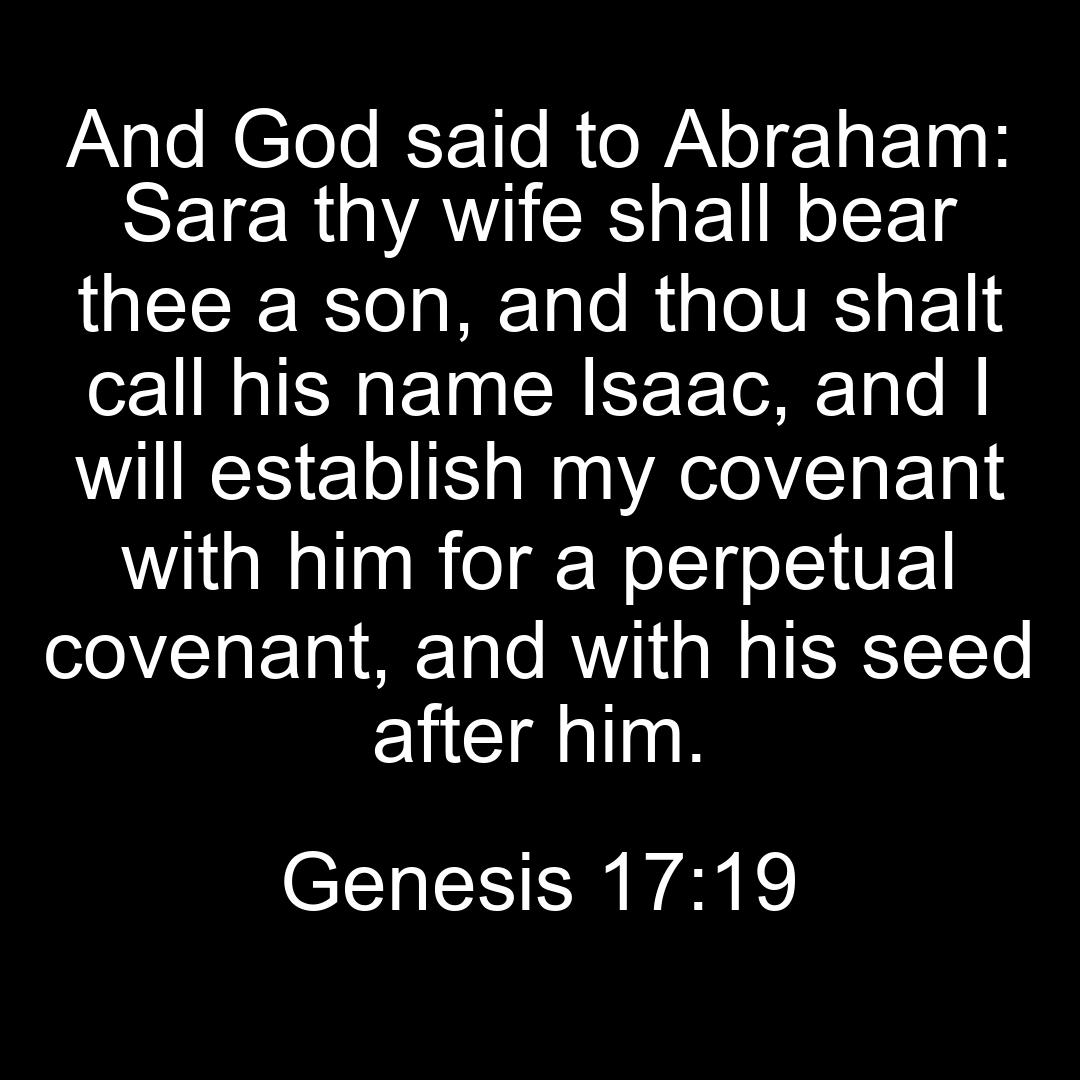 And God said to Abraham:
Sara thy wife shall bear
thee a son, and thou shalt
call his name Isaac, and I
will establish my covenant
with him for a perpetual
covenant, and with his seed
after him.
Genesis 17:19